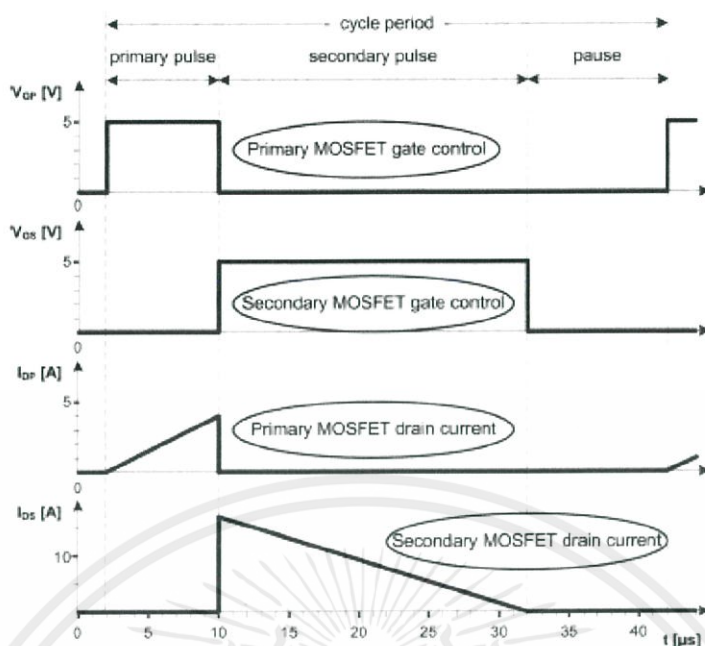 cycle period
primary pulse secondary pulse pause
V_GP [V]
5
Primary MOSFET gate control
0
V_GS [V]
5
Secondary MOSFET gate control
0
I_DP [A]
5
Primary MOSFET drain current
0
I_DS [A]
10
Secondary MOSFET drain current
0 5 10 15 20 25 30 35 40 t [µs]